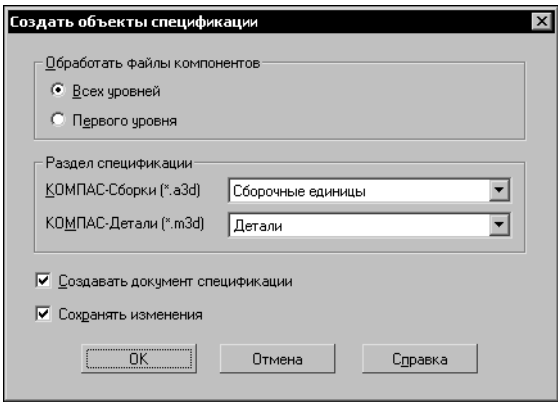 Создать объекты спецификации
Обработать файлы компонентов
Всех уровней
Первого уровня
Раздел спецификации
КОМПАС-Сборки (*.a3d) Сборочные единицы
КОМПАС-Детали (*.m3d) Детали
Создавать документ спецификации
Сохранять изменения
OK Отмена Справка